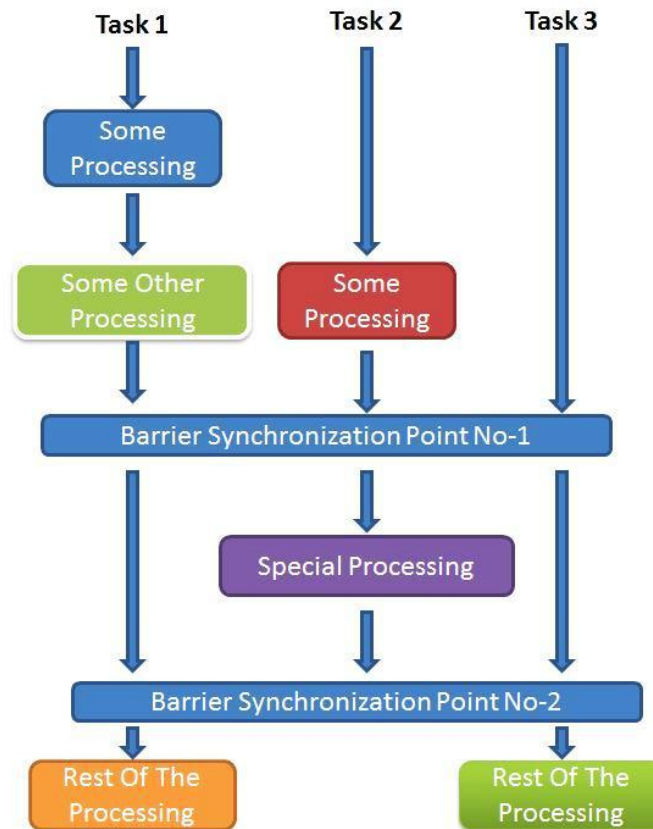 Task 1
Task 2
Task 3
Some
Processing
Some Other
Processing
Some
Processing
Barrier Synchronization Point No-1
Special Processing
Barrier Synchronization Point No-2
Rest Of The
Processing
Rest Of The
Processing